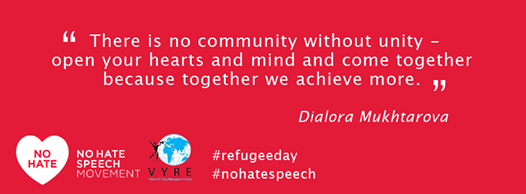 “ There is no community without unity -
open your hearts and mind and come together
because together we achieve more. ”
Dialora Mukhtarova
NO
HATE
NO HATE
SPEECH
MOVEMENT
VYRE
#refugeeday
#nohatespeech